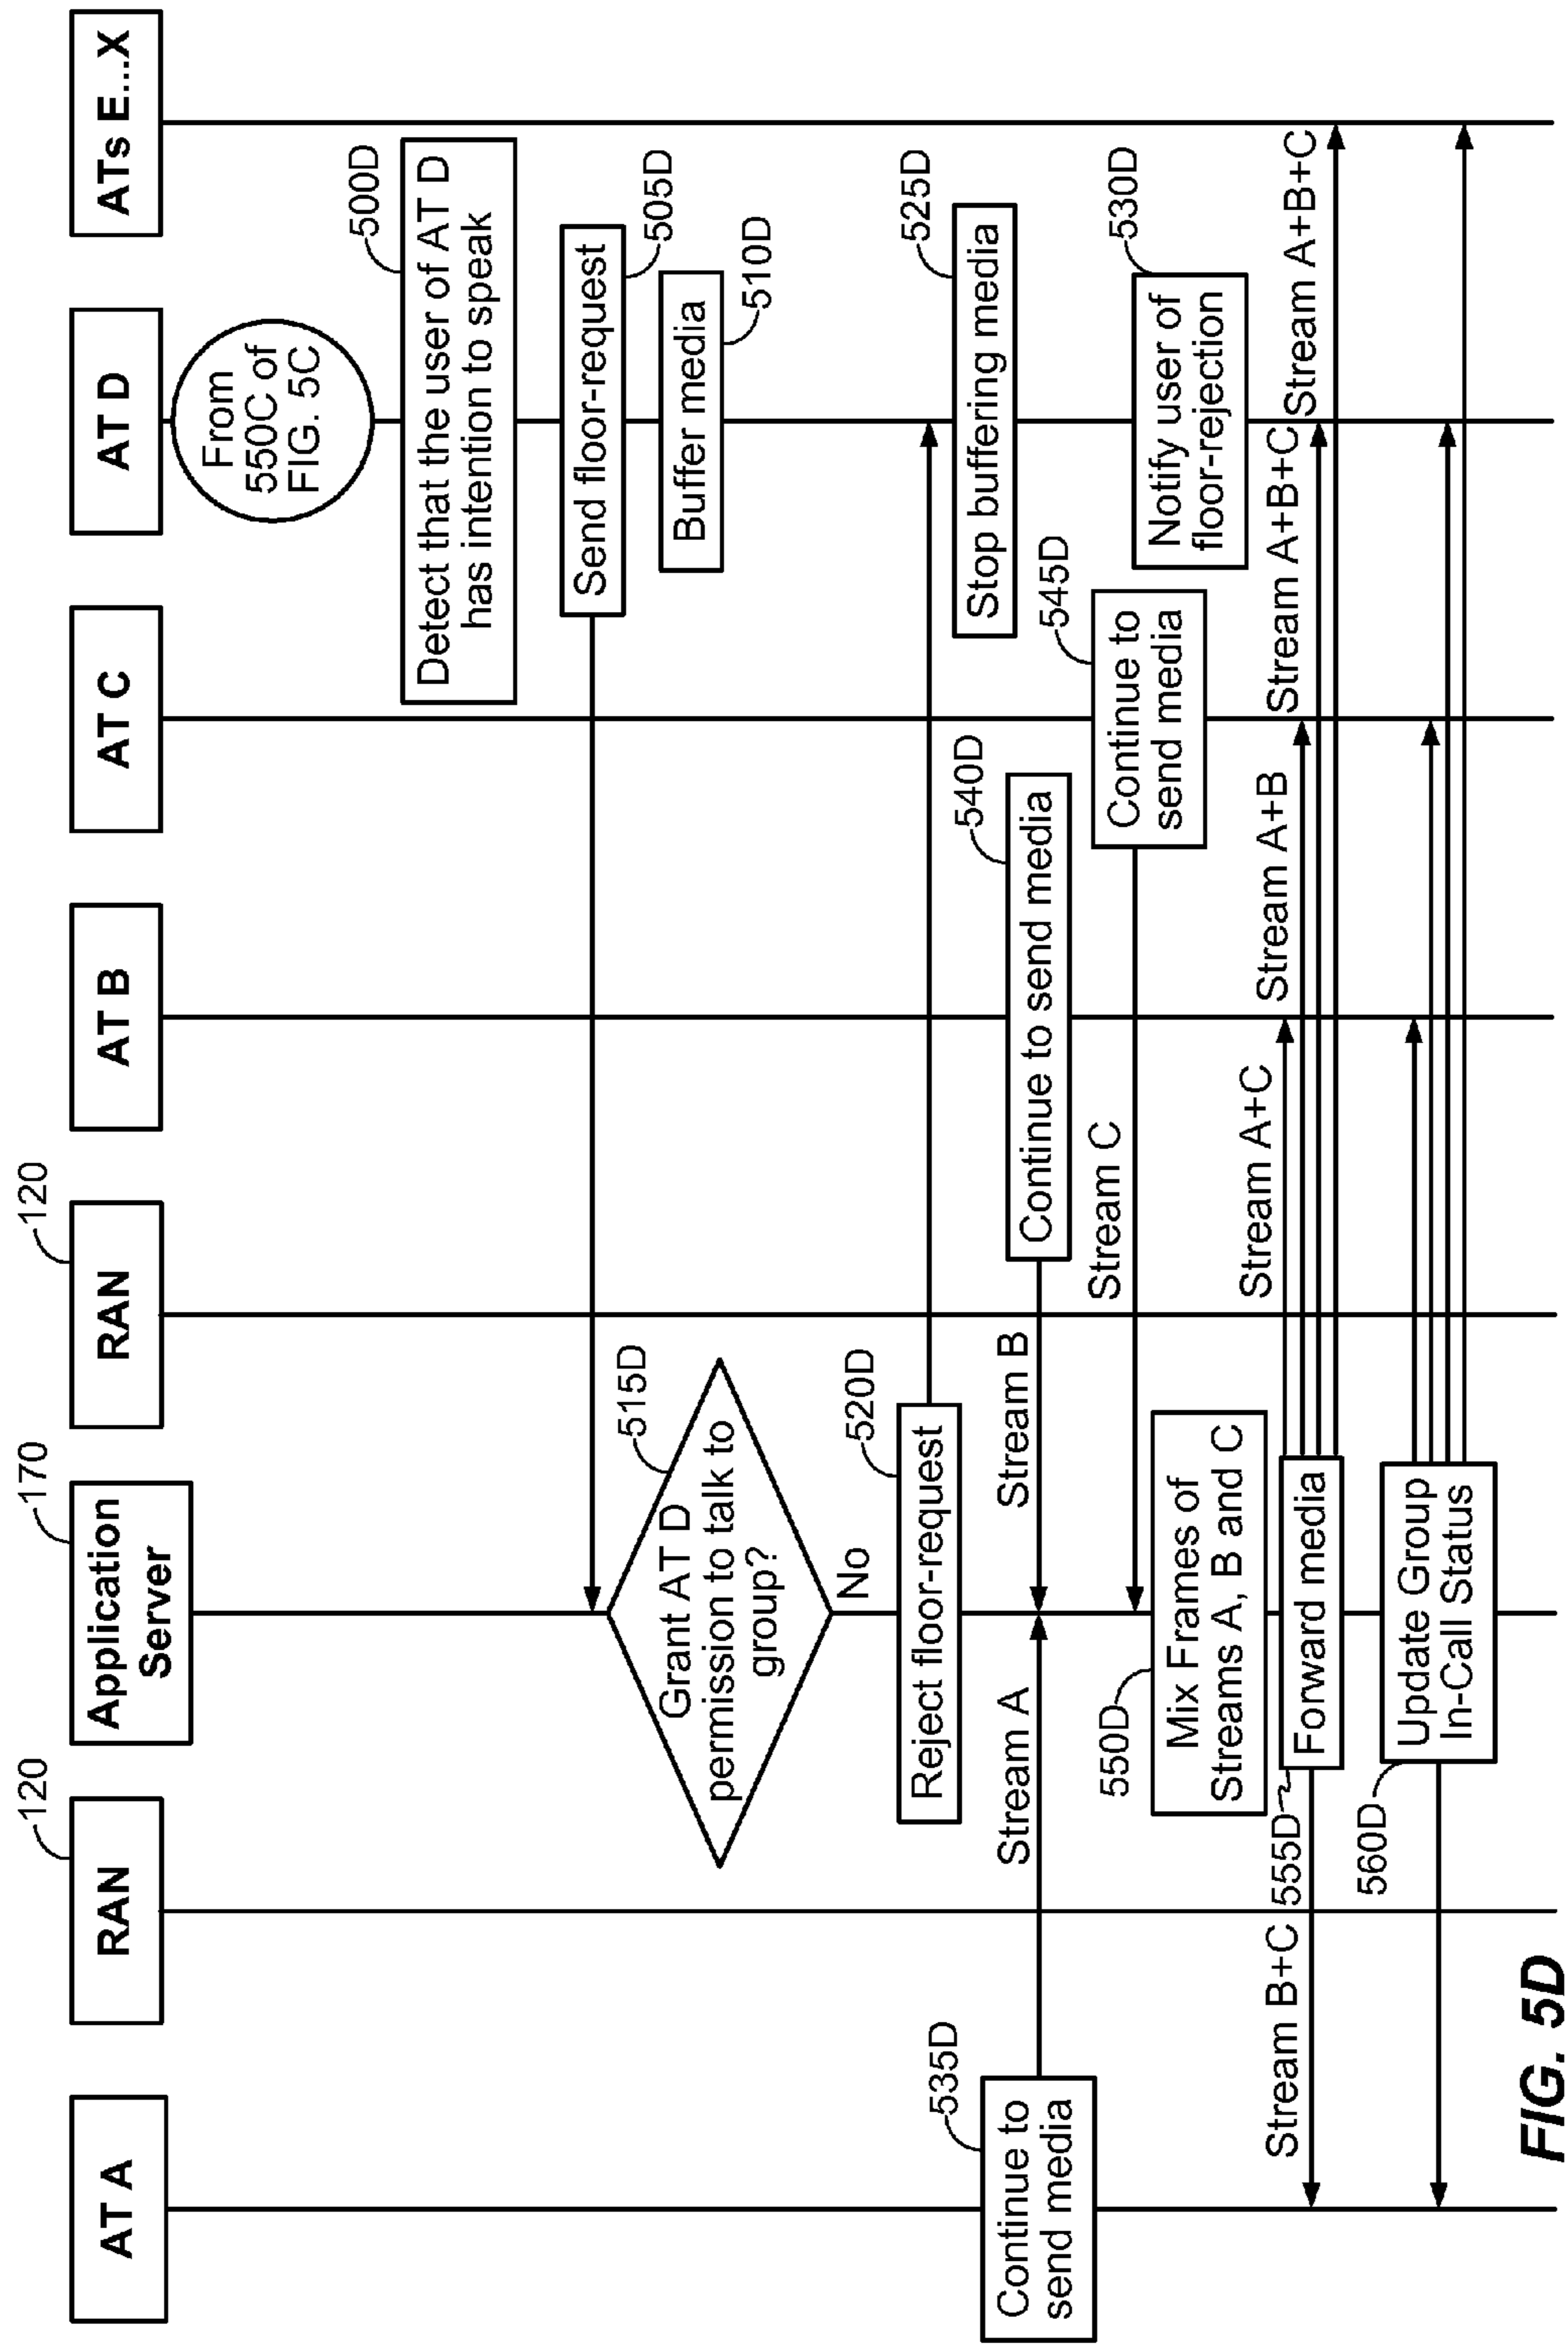 AT A
RAN
120
Application
Server
170
RAN
120
AT B
AT C
AT D
ATs E...X
From
550C of
FIG. 5C
500D
Detect that the user of AT D
has intention to speak
Send floor-request
505D
Buffer media
510D
515D
Grant AT D
permission to talk to
group?
No
520D
Reject floor-request
525D
Stop buffering media
530D
Notify user of
floor-rejection
535D
Continue to
send media
Stream A
Stream B
540D
Continue to send media
545D
Continue to
send media
Stream C
550D
Mix Frames of
Streams A, B and C
555D
Forward media
Stream B+C
Stream A+C
Stream A+B
Stream A+B+C
Stream A+B+C
560D
Update Group
In-Call Status
FIG. 5D